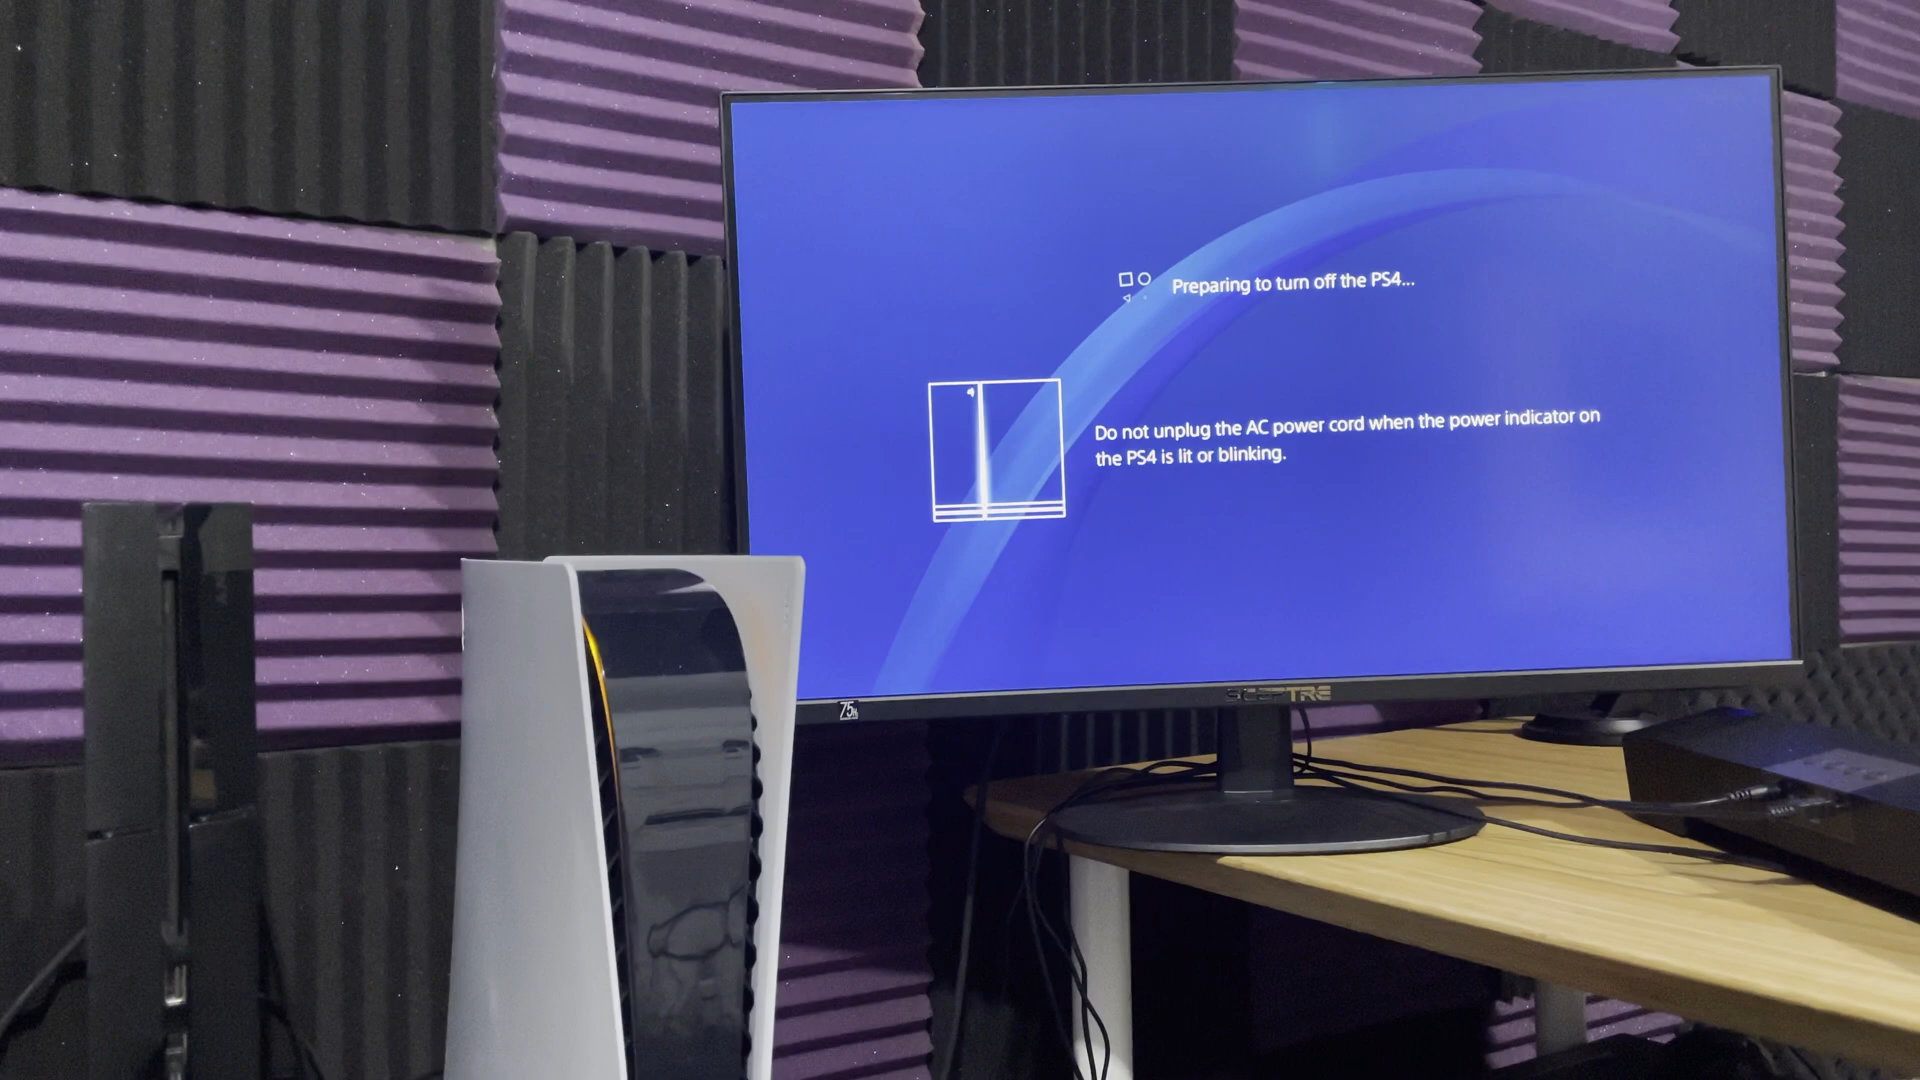 Preparing to turn off the PS4...
Do not unplug the AC power cord when the power indicator on
the PS4 is lit or blinking.
SCEPTRE
75Hz